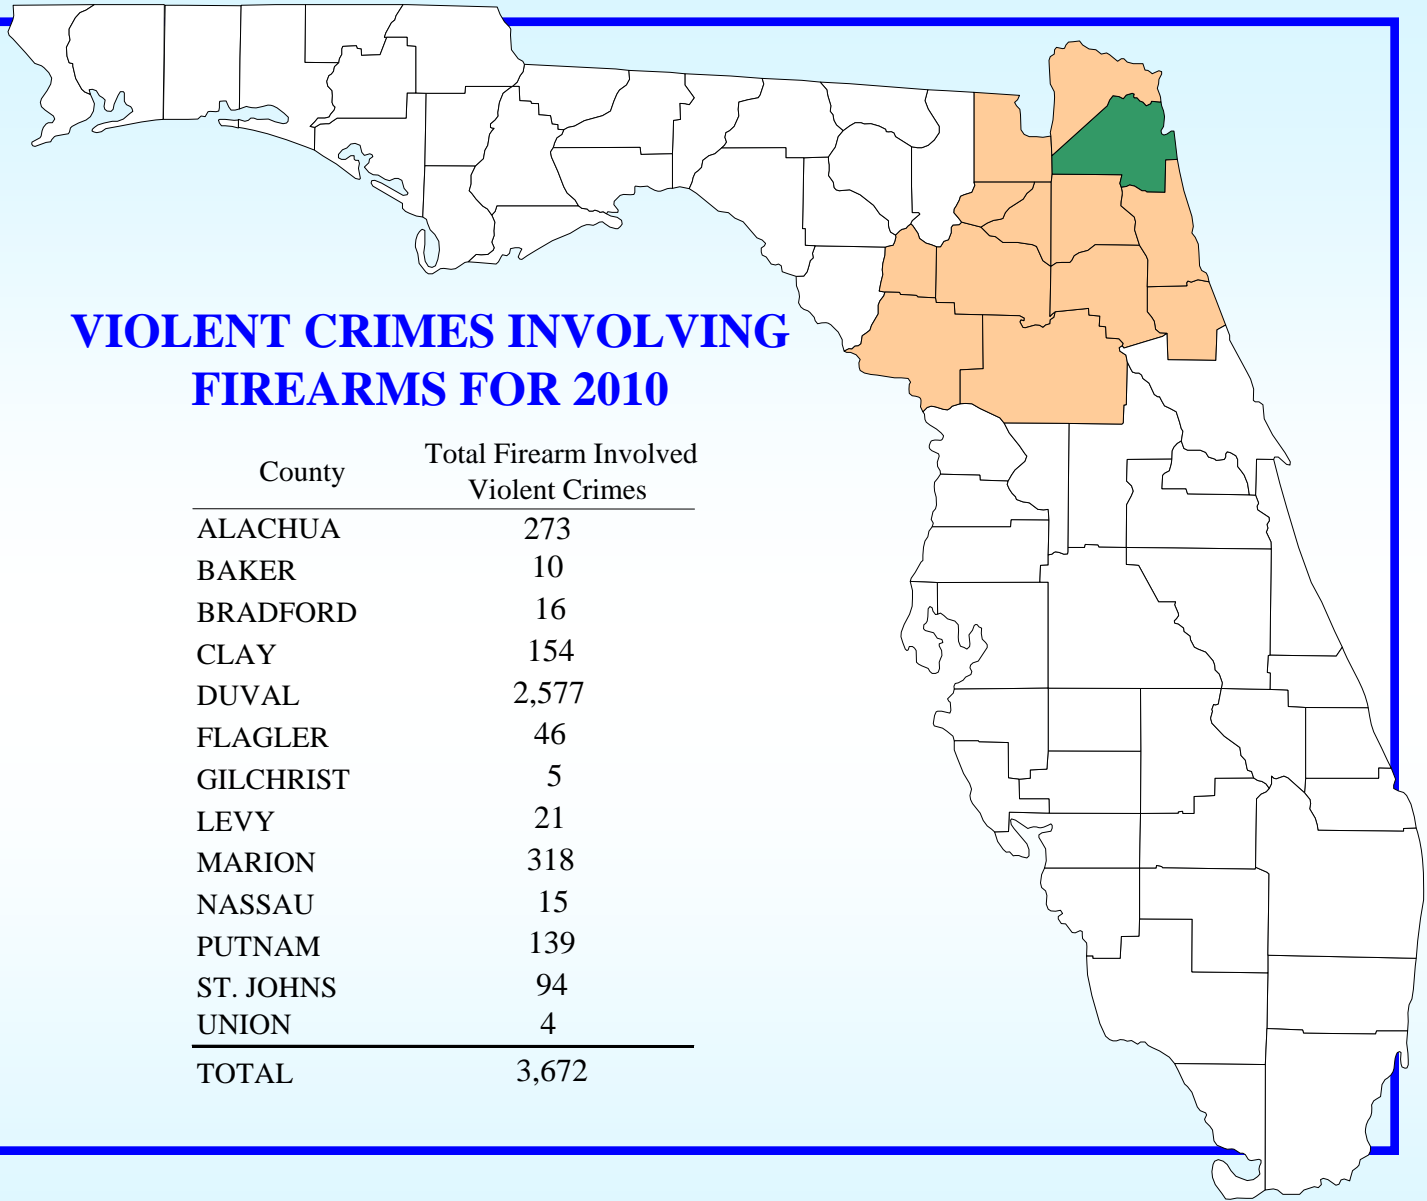 VIOLENT CRIMES INVOLVING
FIREARMS FOR 2010
County Total Firearm Involved
Violent Crimes
ALACHUA 273
BAKER 10
BRADFORD 16
CLAY 154
DUVAL 2,577
FLAGLER 46
GILCHRIST 5
LEVY 21
MARION 318
NASSAU 15
PUTNAM 139
ST. JOHNS 94
UNION 4
TOTAL 3,672